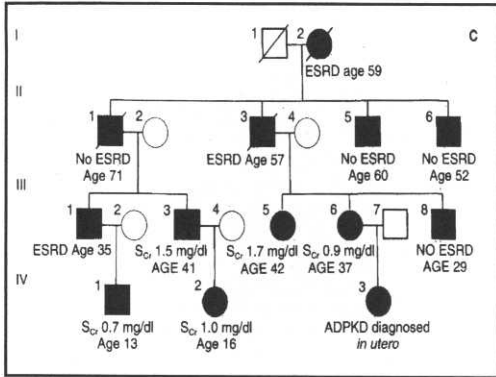 I
1
2
C
ESRD age 59
II
1
2
3
4
5
6
No ESRD
Age 71
ESRD Age 57
No ESRD
Age 60
No ESRD
Age 52
III
1
2
3
4
5
6
7
8
ESRD Age 35
SCr 1.5 mg/dl
AGE 41
SCr 1.7 mg/dl
AGE 42
SCr 0.9 mg/dl
AGE 37
NO ESRD
AGE 29
IV
1
2
3
SCr 0.7 mg/dl
Age 13
SCr 1.0 mg/dl
Age 16
ADPKD diagnosed
in utero